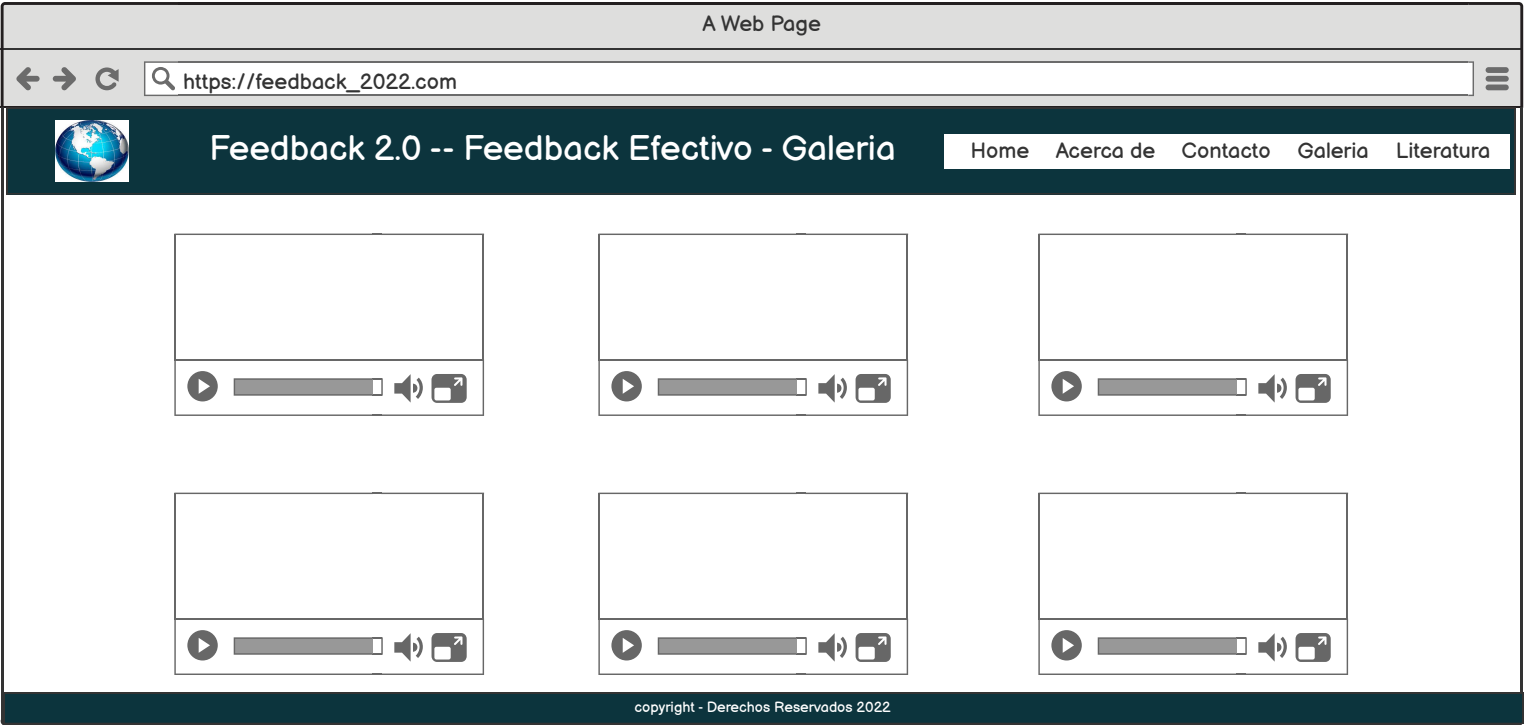 A Web Page
https://feedback_2022.com
Feedback 2.0 -- Feedback Efectivo - Galeria
Home Acerca de Contacto Galeria Literatura
copyright - Derechos Reservados 2022